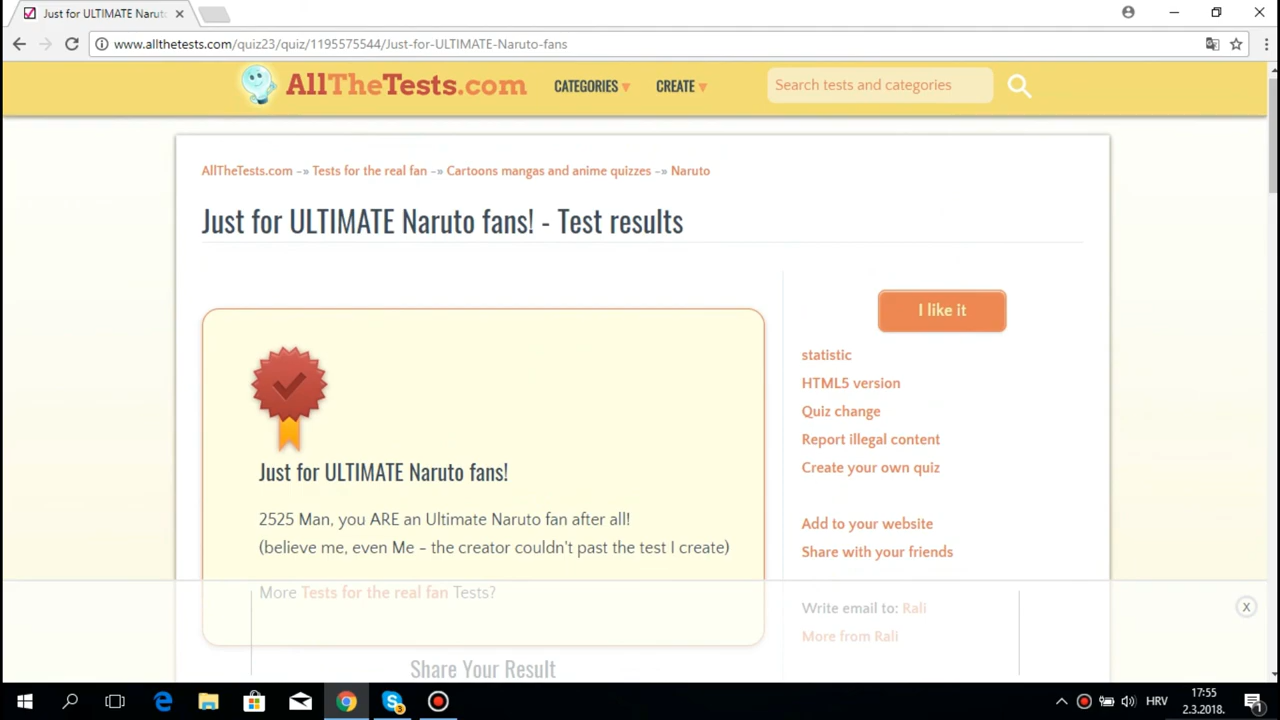 Just for ULTIMATE Naruto
www.allthetests.com/quiz23/quiz/1195575544/Just-for-ULTIMATE-Naruto-fans
AllTheTests.com
CATEGORIES
CREATE
Search tests and categories
AllTheTests.com -» Tests for the real fan -» Cartoons mangas and anime quizzes -» Naruto
Just for ULTIMATE Naruto fans! - Test results
I like it
statistic
HTML5 version
Quiz change
Report illegal content
Create your own quiz
Add to your website
Share with your friends
Write email to: Rali
More from Rali
Just for ULTIMATE Naruto fans!
2525 Man, you ARE an Ultimate Naruto fan after all!
(believe me, even Me - the creator couldn't past the test I create)
More Tests for the real fan Tests?
Share Your Result
X
3
HRV
17:55
2.3.2018.
1